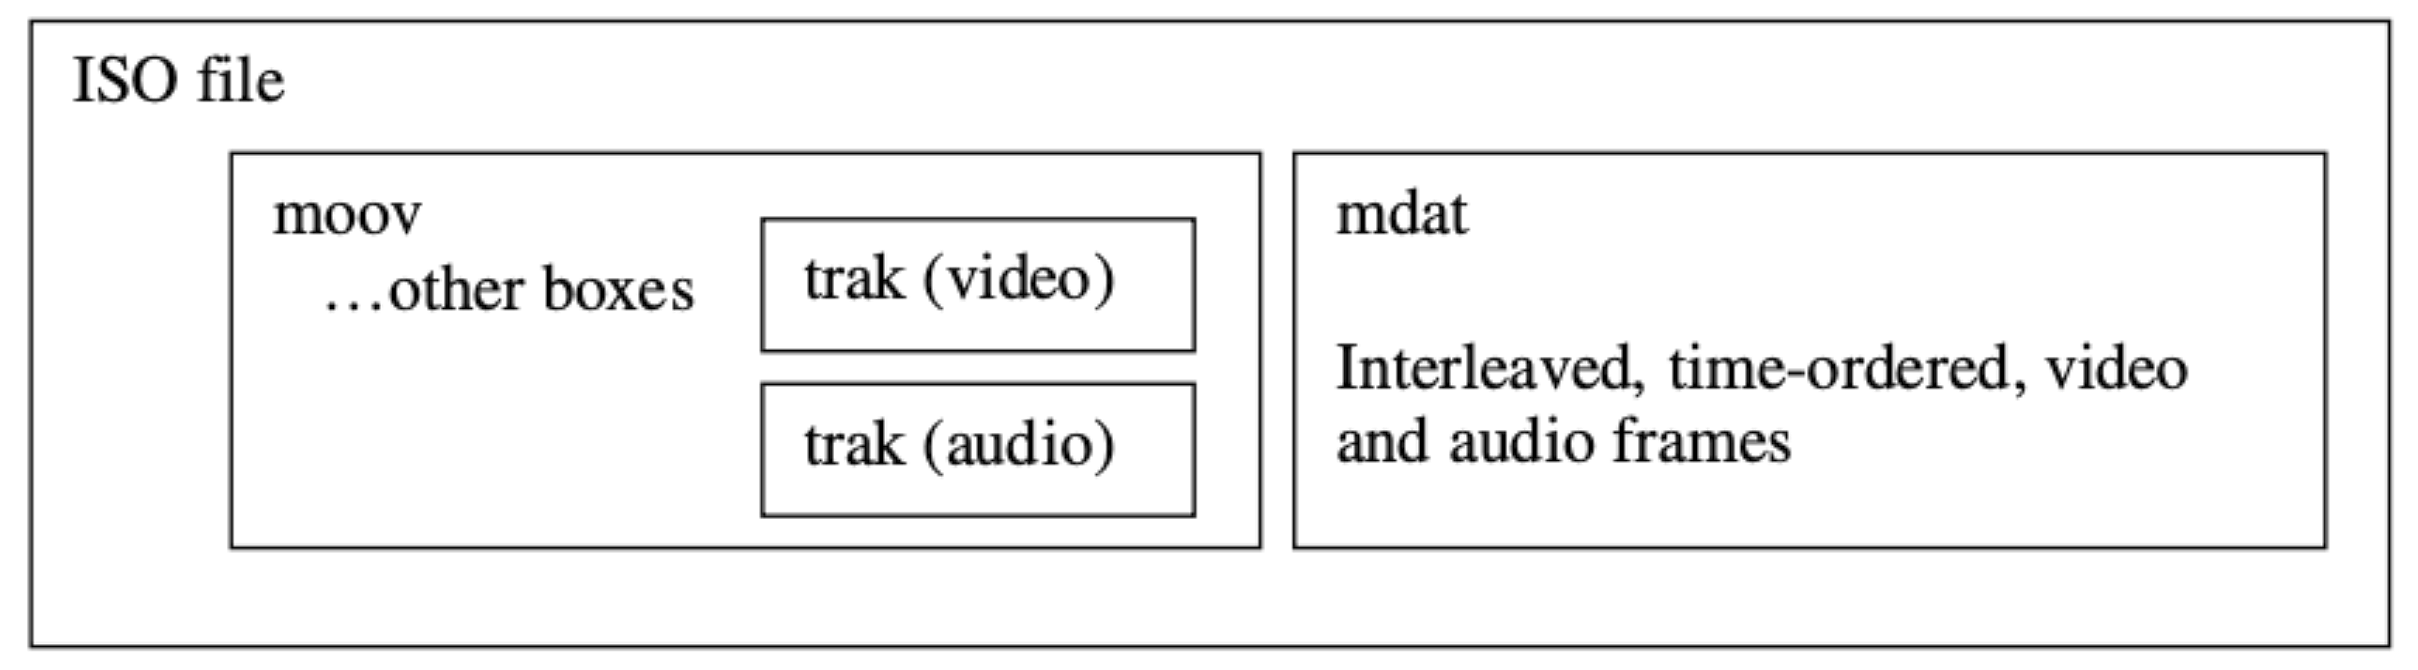 ISO file
moov
…other boxes
trak (video)
trak (audio)
mdat
Interleaved, time-ordered, video
and audio frames